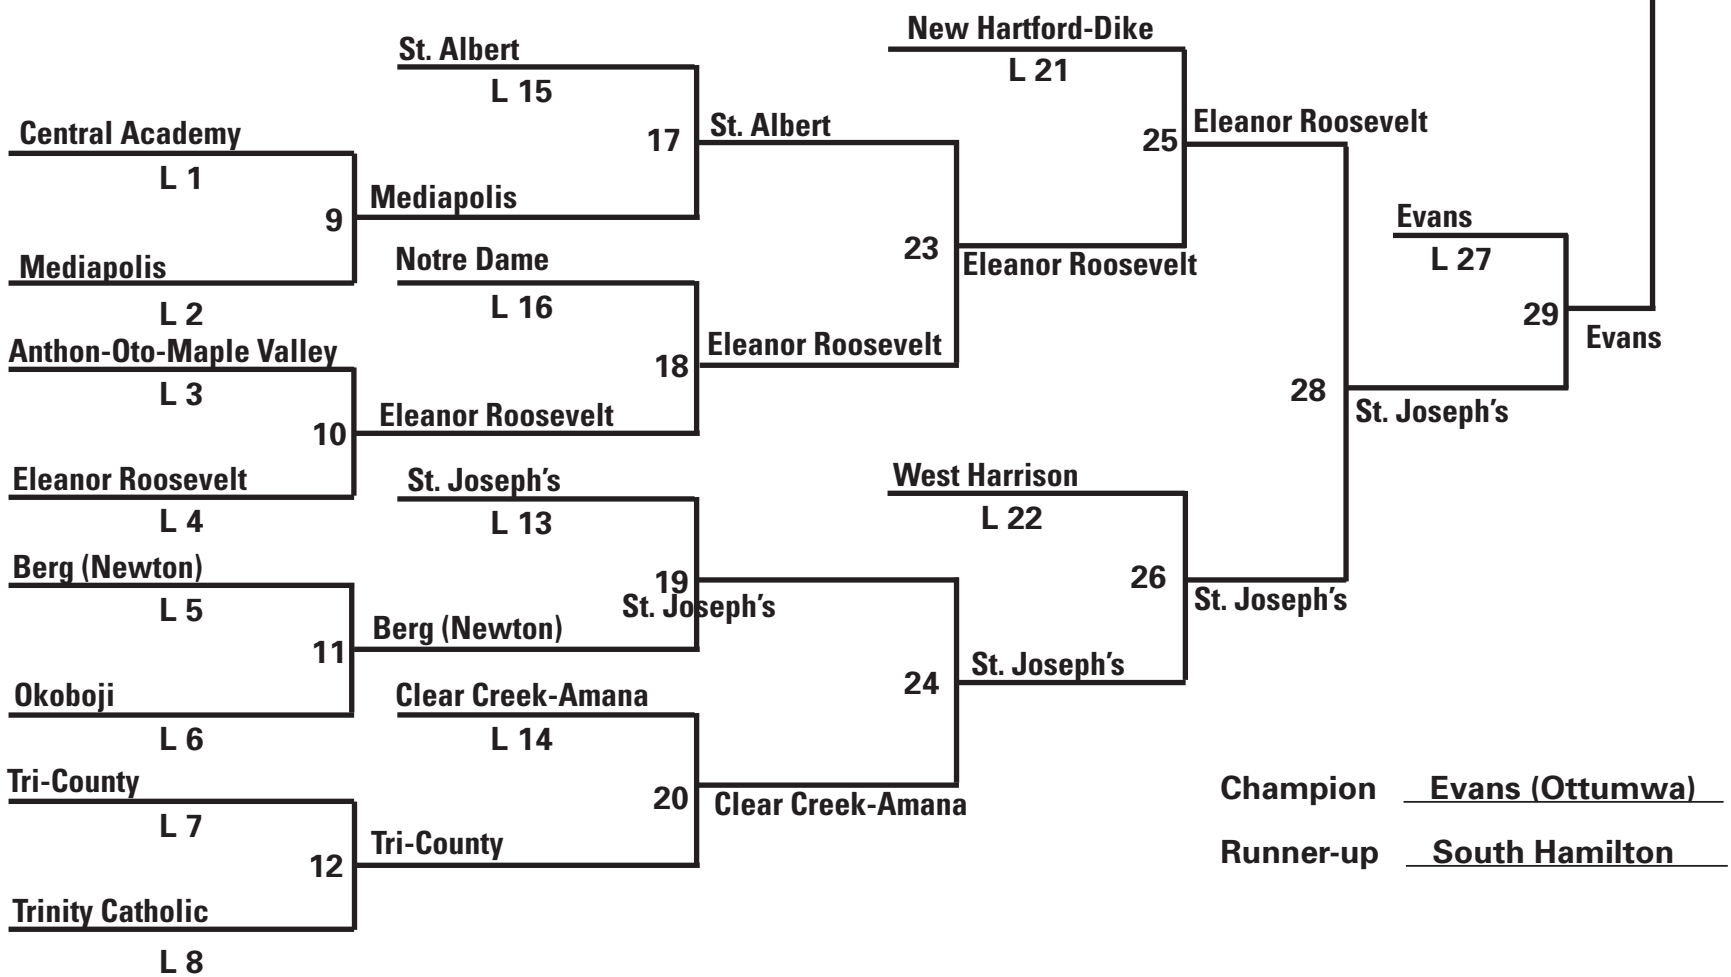 New Hartford-Dike
St. Albert
L 21
L 15
Eleanor Roosevelt
St. Albert
Central Academy
17
25
L 1
Mediapolis
Evans
9
23
Notre Dame
Eleanor Roosevelt
L 27
Mediapolis
L 16
L 2
29
Evans
Anthon-Oto-Maple Valley
Eleanor Roosevelt
18
L 3
28
Eleanor Roosevelt
St. Joseph's
10
Eleanor Roosevelt
St. Joseph's
West Harrison
L 4
L 13
L 22
Berg (Newton)
19
26
L 5
St. Joseph's
St. Joseph's
Berg (Newton)
11
St. Joseph's
24
Okoboji
Clear Creek-Amana
L 6
L 14
Tri-County
20
Clear Creek-Amana
Champion Evans (Ottumwa)
L 7
Tri-County
Runner-up South Hamilton
12
Trinity Catholic
L 8